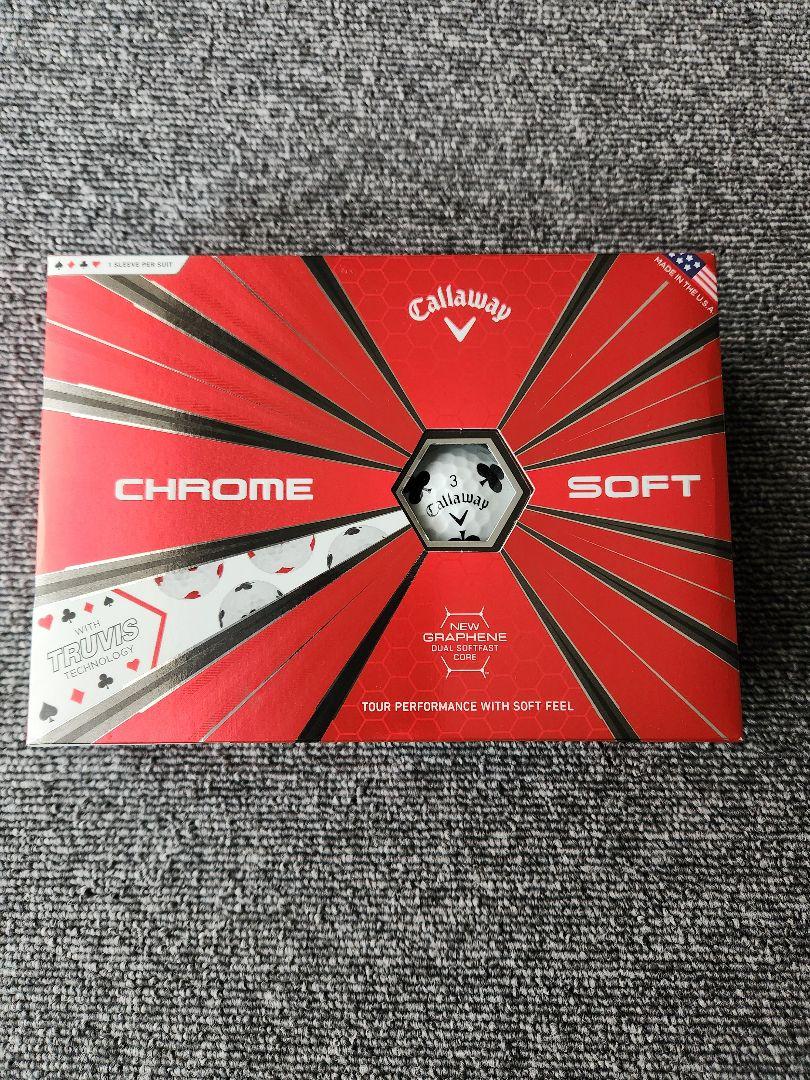 1 SLEEVE PER SUIT
MADE IN THE U.S.A.
Callaway
CHROME
SOFT
3
Callaway
WITH
TRUVIS
TECHNOLOGY
NEW
GRAPHENE
DUAL SOFTFAST
CORE
TOUR PERFORMANCE WITH SOFT FEEL